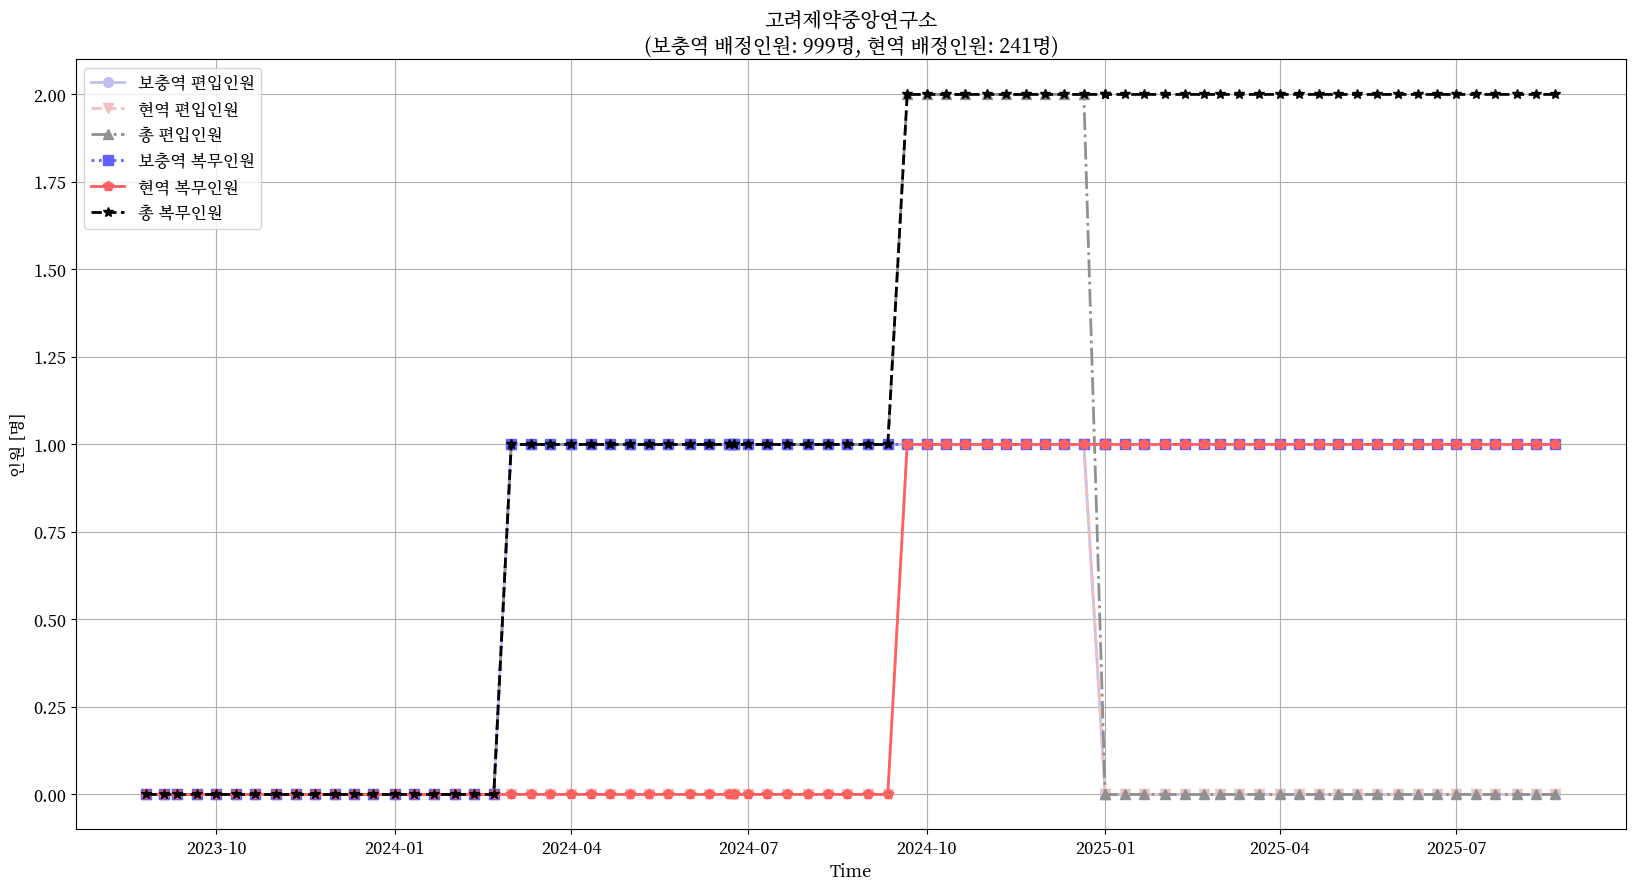 고려제약중앙연구소
(보충역 배정인원: 999명, 현역 배정인원: 241명)
보충역 편입인원
현역 편입인원
총 편입인원
보충역 복무인원
현역 복무인원
총 복무인원
인원 [명]
2.00
1.75
1.50
1.25
1.00
0.75
0.50
0.25
0.00
2023-10
2024-01
2024-04
2024-07
2024-10
2025-01
2025-04
2025-07
Time